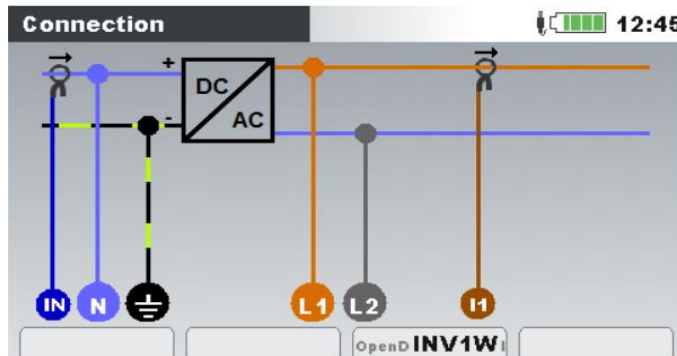 Connection 12:45
+
DC
AC
-
IN N L1 L2 I1
OpenD INV1W I